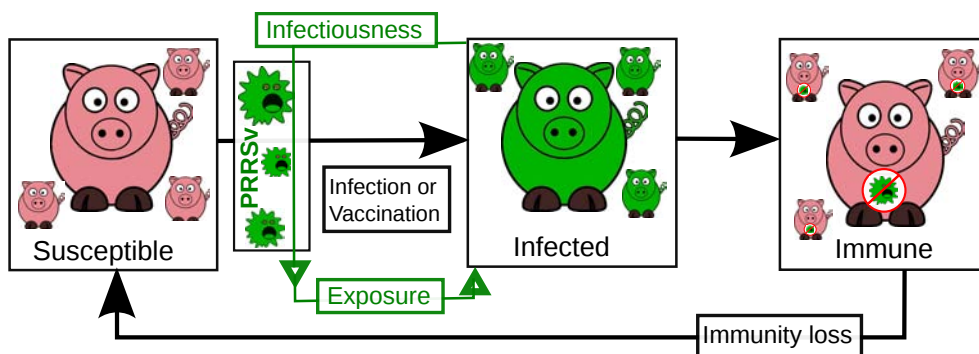 Infectiousness
PRRSv
Infection or
Vaccination
Susceptible
Infected
Immune
Exposure
Immunity loss